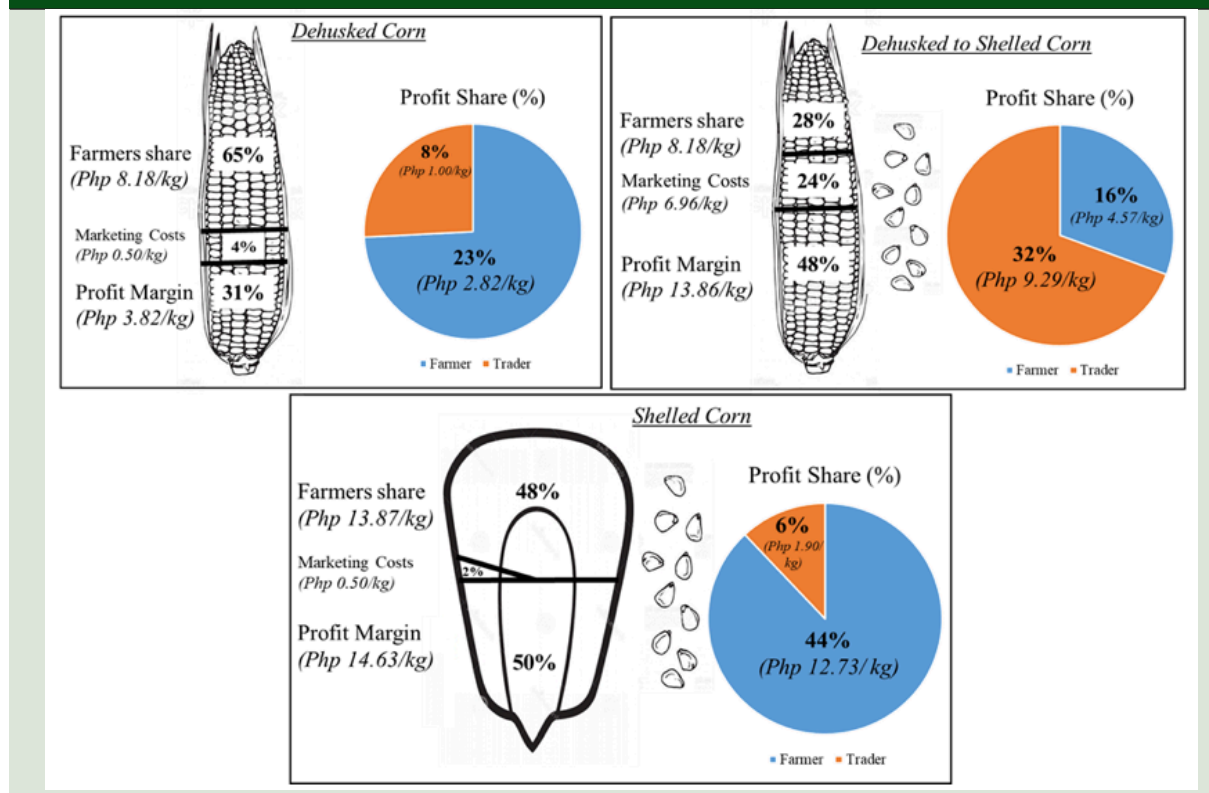 Dehusked Corn
Farmers share
(Php 8.18/kg)
65%
Marketing Costs
(Php 0.50/kg)
4%
Profit Margin
(Php 3.82/kg)
31%
Profit Share (%)
8%
(Php 1.00/kg)
23%
(Php 2.82/kg)
Farmer
Trader
Dehusked to Shelled Corn
Farmers share
(Php 8.18/kg)
28%
Marketing Costs
(Php 6.96/kg)
24%
Profit Margin
(Php 13.86/kg)
48%
Profit Share (%)
16%
(Php 4.57/kg)
32%
(Php 9.29/kg)
Farmer
Trader
Shelled Corn
Farmers share
(Php 13.87/kg)
48%
Marketing Costs
(Php 0.50/kg)
2%
Profit Margin
(Php 14.63/kg)
50%
Profit Share (%)
6%
(Php 1.90/
kg)
44%
(Php 12.73/ kg)
Farmer
Trader